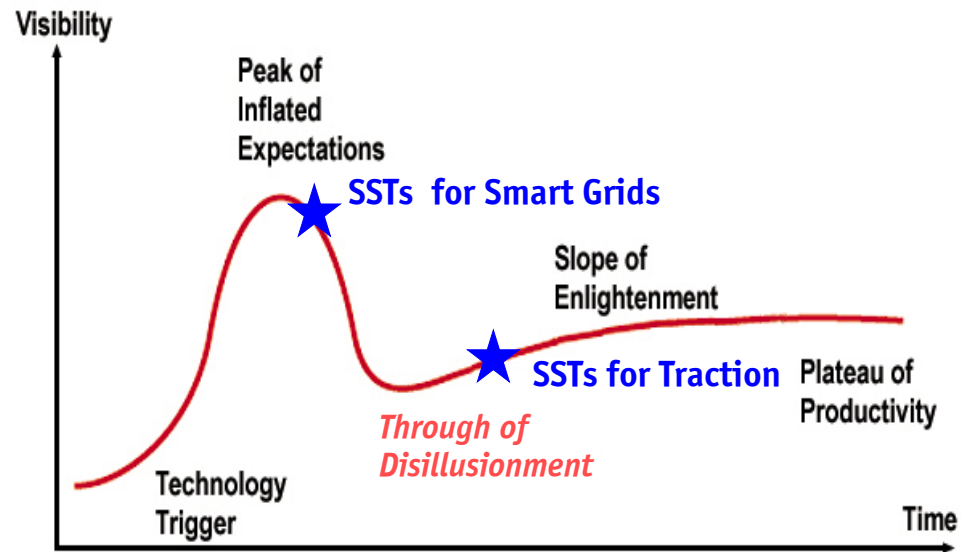 Visibility
Peak of
Inflated
Expectations
SSTs for Smart Grids
Slope of
Enlightenment
SSTs for Traction
Plateau of
Productivity
Through of
Disillusionment
Technology
Trigger
Time